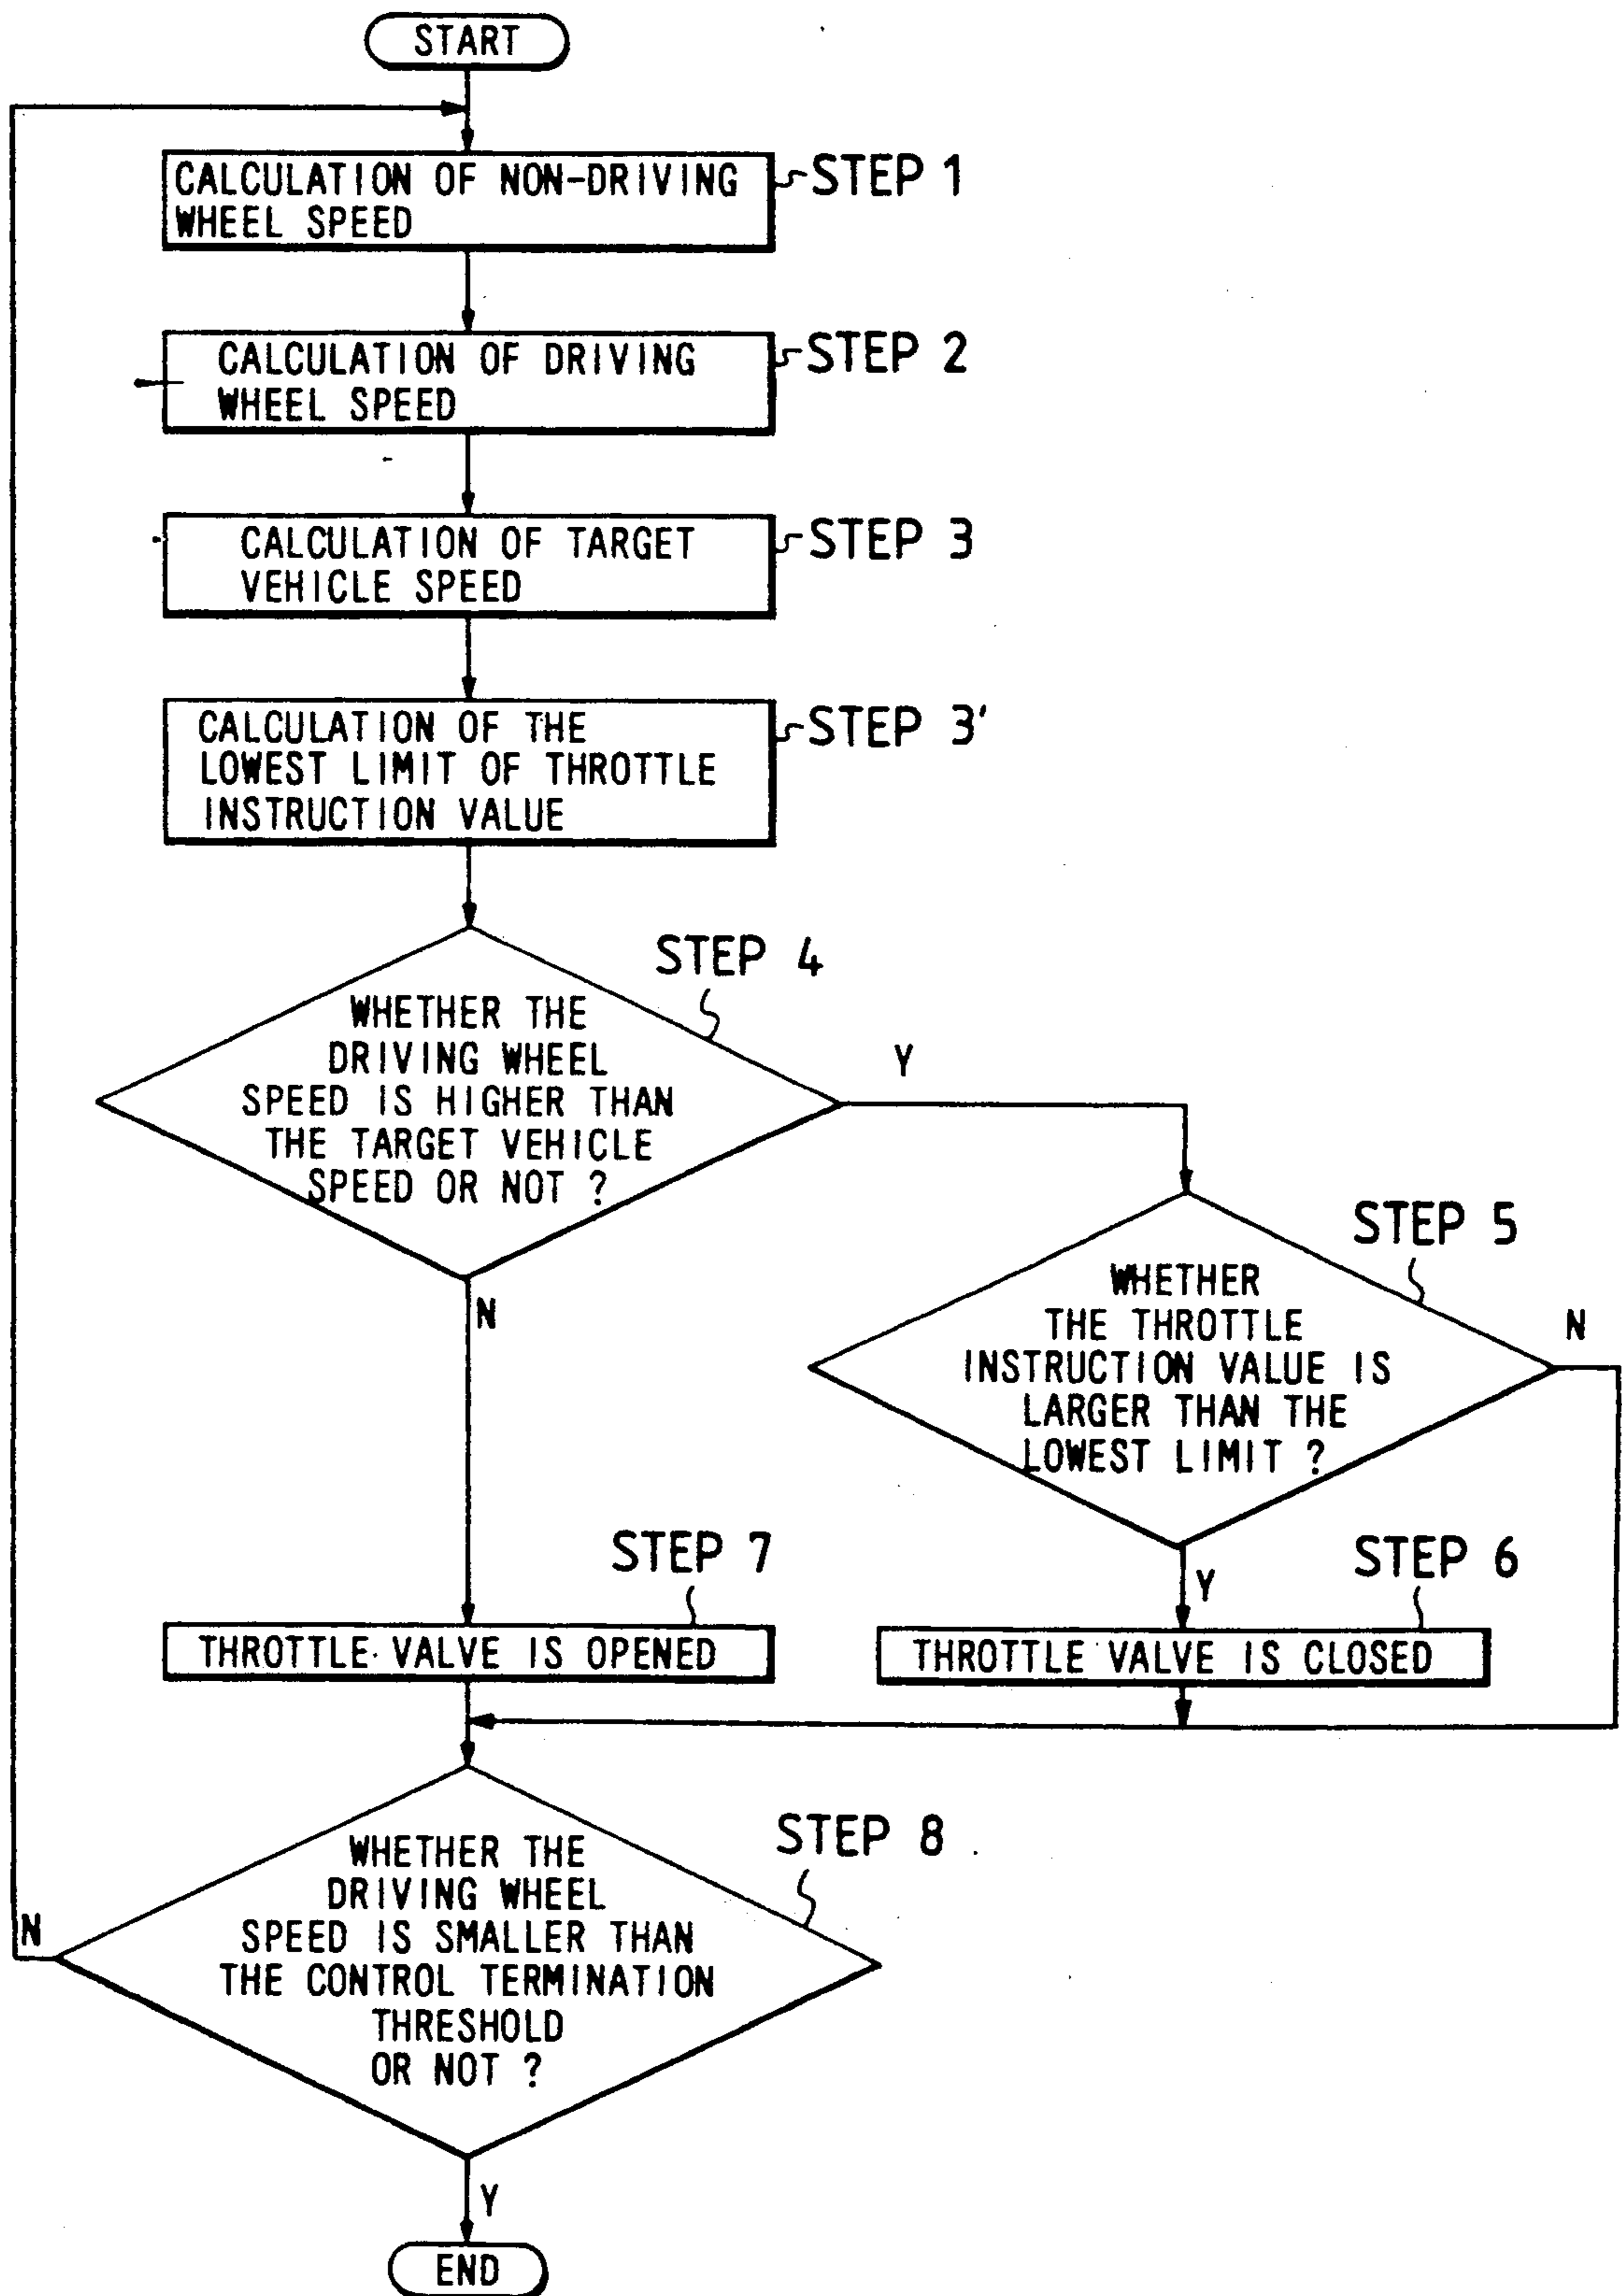 START
CALCULATION OF NON-DRIVING
WHEEL SPEED
STEP 1
CALCULATION OF DRIVING
WHEEL SPEED
STEP 2
CALCULATION OF TARGET
VEHICLE SPEED
STEP 3
CALCULATION OF THE
LOWEST LIMIT OF THROTTLE
INSTRUCTION VALUE
STEP 3'
STEP 4
WHETHER THE
DRIVING WHEEL
SPEED IS HIGHER THAN
THE TARGET VEHICLE
SPEED OR NOT ?
Y
N
STEP 5
WHETHER
THE THROTTLE
INSTRUCTION VALUE IS
LARGER THAN THE
LOWEST LIMIT ?
N
Y
STEP 7
THROTTLE VALVE IS OPENED
STEP 6
THROTTLE VALVE IS CLOSED
STEP 8
WHETHER THE
DRIVING WHEEL
SPEED IS SMALLER THAN
THE CONTROL TERMINATION
THRESHOLD
OR NOT ?
N
Y
END